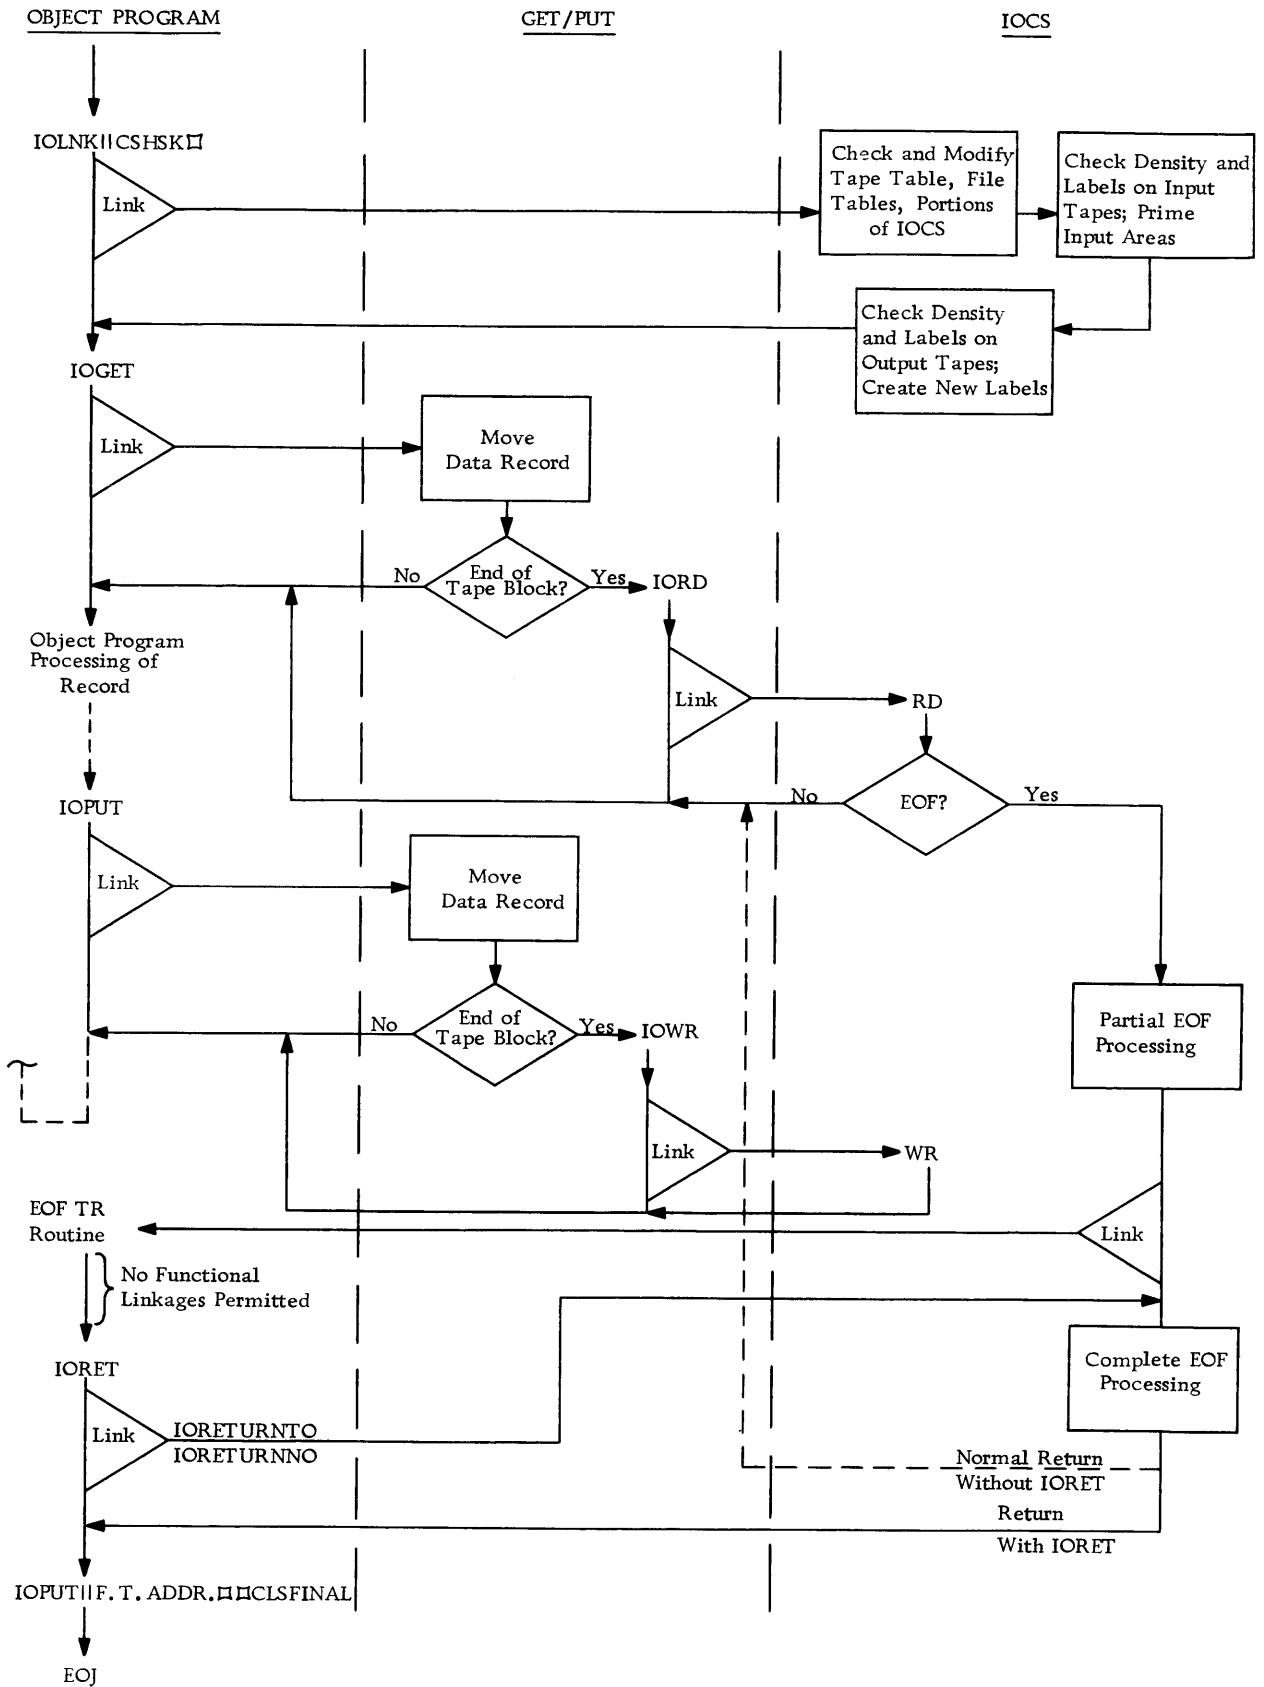 OBJECT PROGRAM
GET/PUT
IOCS
IOLNK||CSHSK⌑
Link
Check and Modify
Tape Table, File
Tables, Portions
of IOCS
Check Density and
Labels on Input
Tapes; Prime
Input Areas
Check Density
and Labels on
Output Tapes;
Create New Labels
IOGET
Link
Move
Data Record
End of
Tape Block?
No
Yes
IORD
Object Program
Processing of
Record
Link
RD
EOF?
No
Yes
IOPUT
Link
Move
Data Record
End of
Tape Block?
No
Yes
IOWR
Partial EOF
Processing
Link
WR
EOF TR
Routine
Link
No Functional
Linkages Permitted
IORET
Link
IORETURNTO
IORETURNNO
Complete EOF
Processing
Normal Return
Without IORET
Return
With IORET
IOPUT||F. T. ADDR.⌑⌑CLSFINAL
EOJ